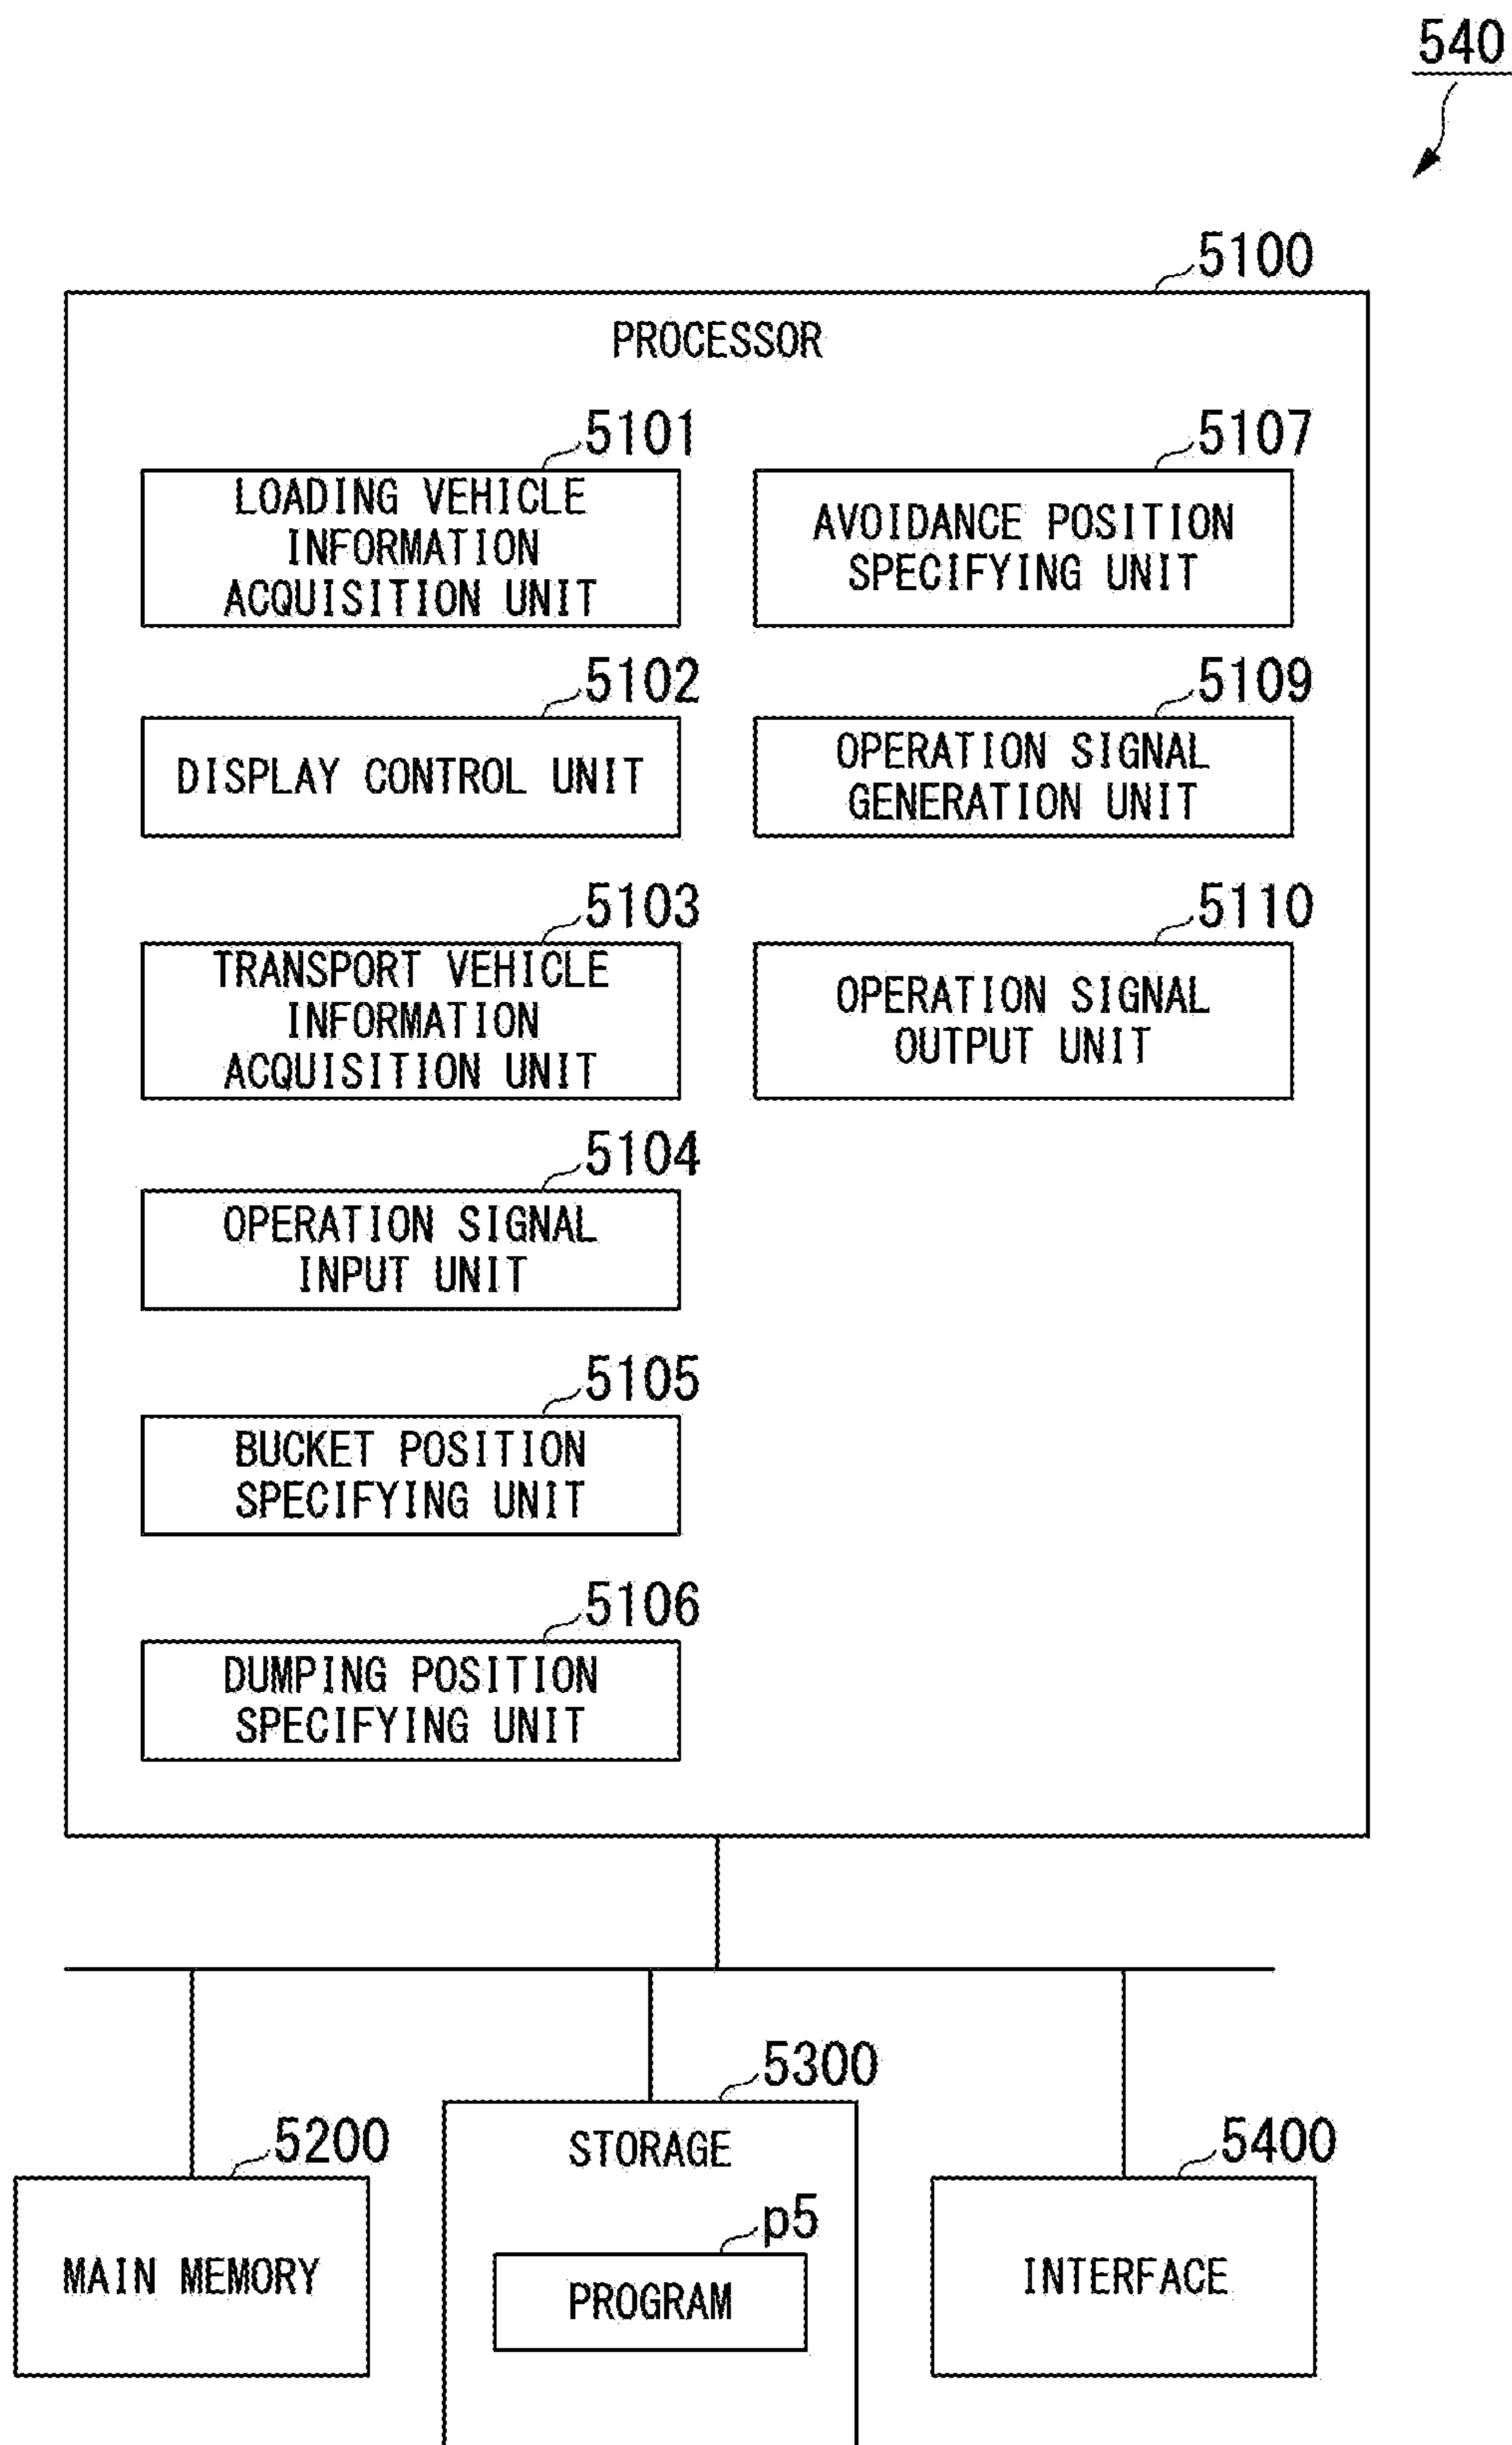 540
5100
PROCESSOR
5101
LOADING VEHICLE
INFORMATION
ACQUISITION UNIT
5102
DISPLAY CONTROL UNIT
5103
TRANSPORT VEHICLE
INFORMATION
ACQUISITION UNIT
5104
OPERATION SIGNAL
INPUT UNIT
5105
BUCKET POSITION
SPECIFYING UNIT
5106
DUMPING POSITION
SPECIFYING UNIT
5107
AVOIDANCE POSITION
SPECIFYING UNIT
5109
OPERATION SIGNAL
GENERATION UNIT
5110
OPERATION SIGNAL
OUTPUT UNIT
5200
MAIN MEMORY
5300
STORAGE
p5
PROGRAM
5400
INTERFACE